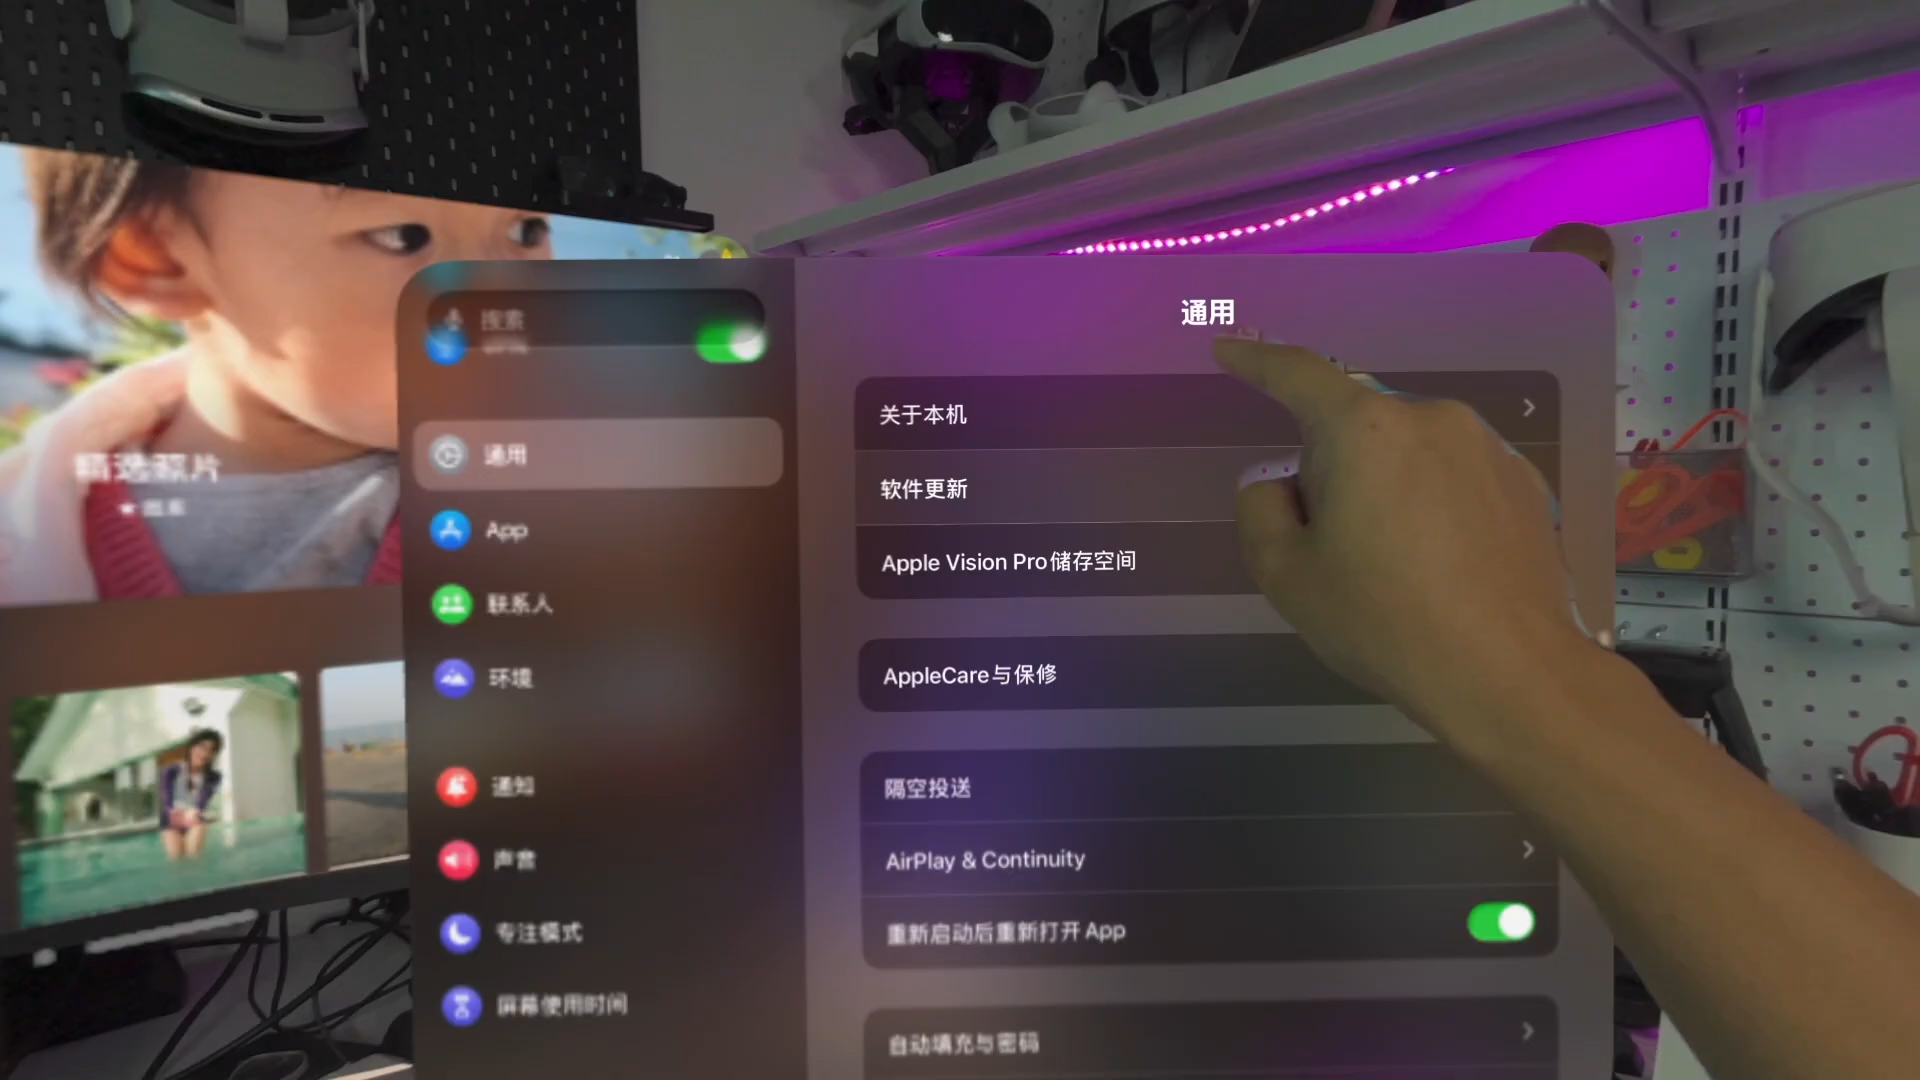 精选照片
搜索
通用
App
联系人
环境
通知
声音
专注模式
屏幕使用时间
通用
关于本机
软件更新
Apple Vision Pro储存空间
AppleCare与保修
隔空投送
AirPlay & Continuity
重新启动后重新打开 App
自动填充与密码